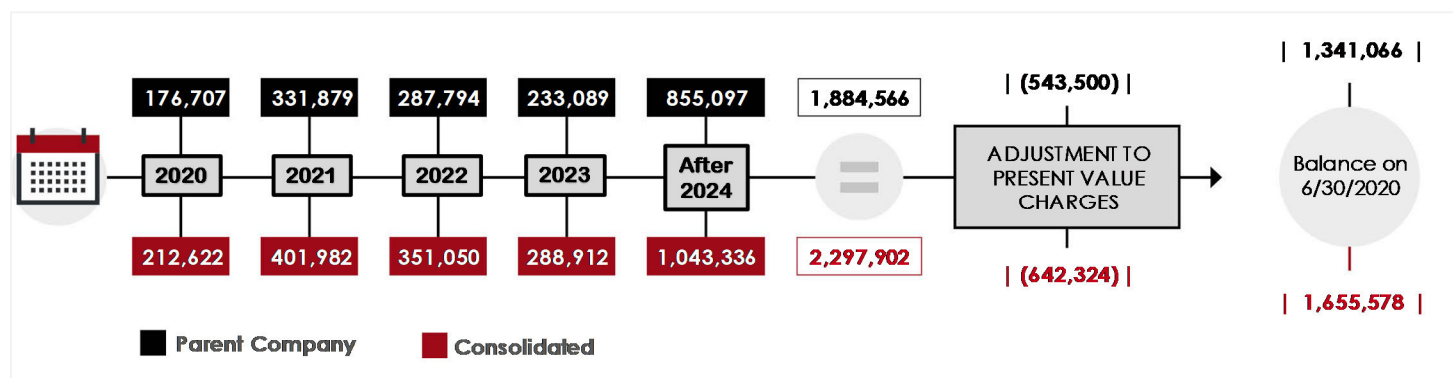 | 1,341,066 |
176,707 331,879 287,794 233,089 855,097 1,884,566 | (543,500) |
2020 2021 2022 2023 After
2024
ADJUSTMENT TO
PRESENT VALUE
CHARGES
Balance on
6/30/2020
212,622 401,982 351,050 288,912 1,043,336 2,297,902 | (642,324) |
| 1,655,578 |
Parent Company Consolidated